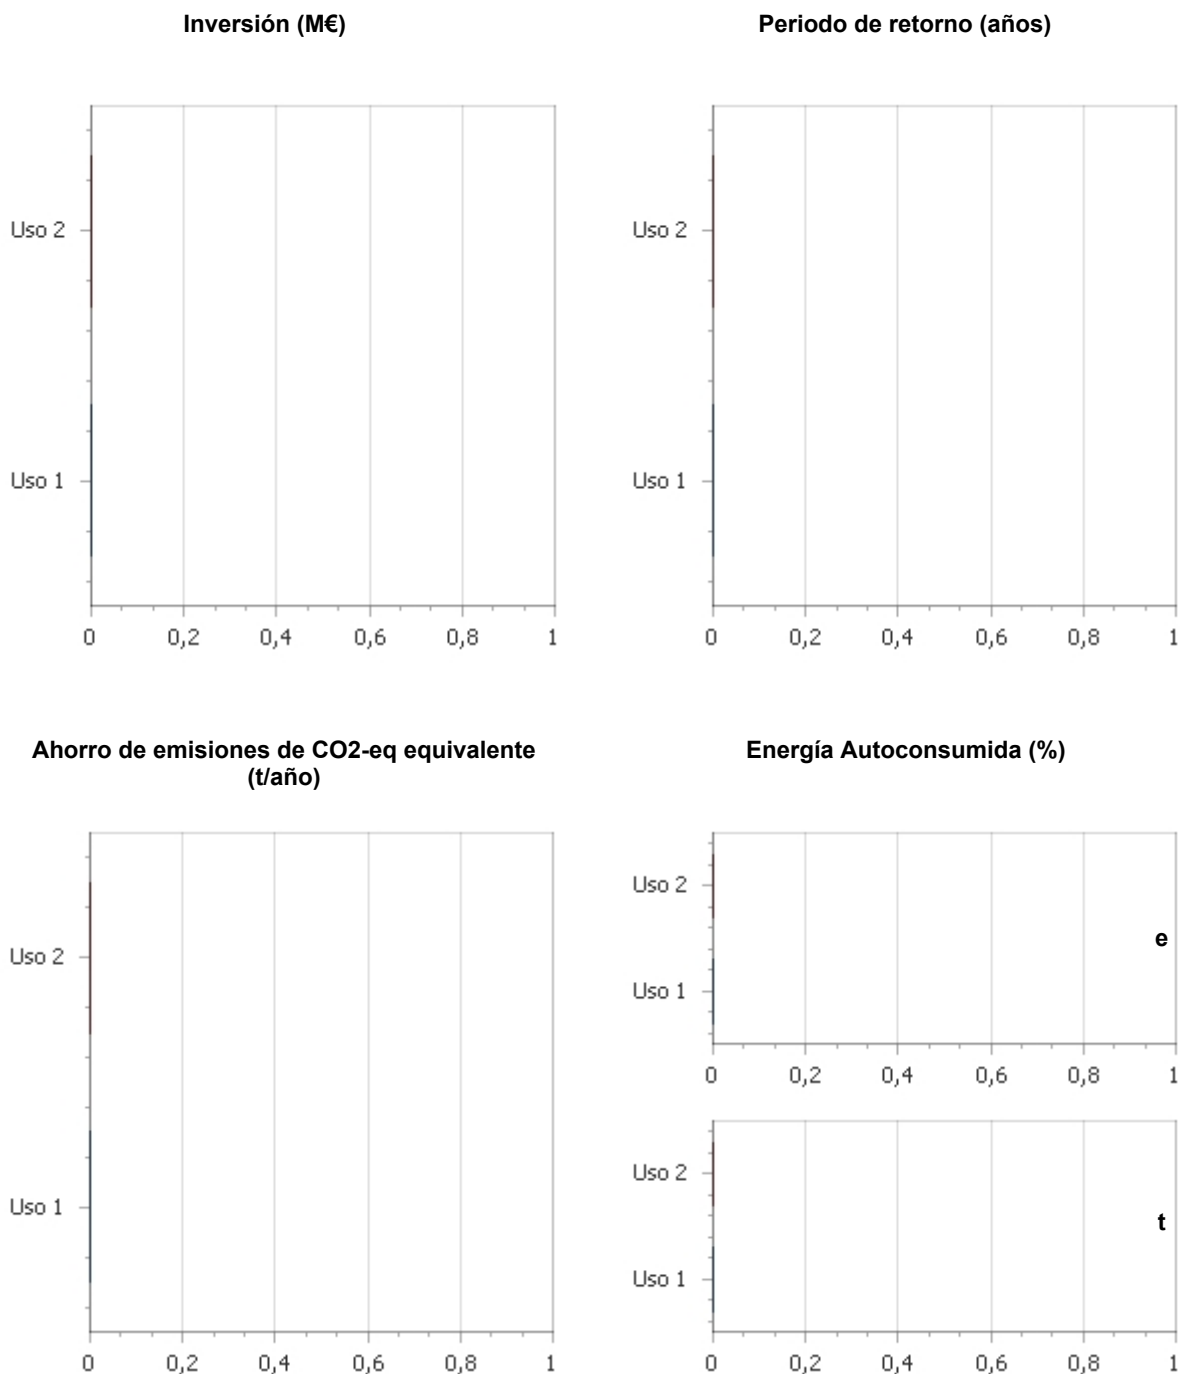 Inversión (M€)
Uso 2
Uso 1
0 0,2 0,4 0,6 0,8 1
Periodo de retorno (años)
Uso 2
Uso 1
0 0,2 0,4 0,6 0,8 1
Ahorro de emisiones de CO2-eq equivalente
(t/año)
Uso 2
Uso 1
0 0,2 0,4 0,6 0,8 1
Energía Autoconsumida (%)
Uso 2
e
Uso 1
0 0,2 0,4 0,6 0,8 1
Uso 2
t
Uso 1
0 0,2 0,4 0,6 0,8 1